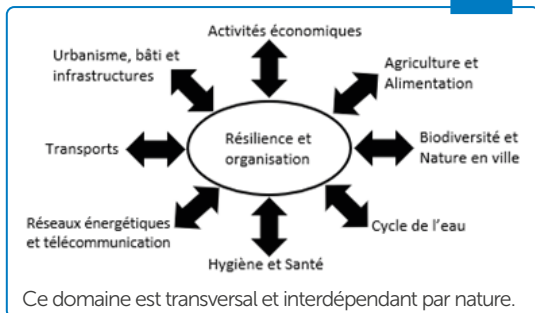 Activités économiques
Urbanisme, bâti et
infrastructures
Agriculture et
Alimentation
Transports
Résilience et
organisation
Biodiversité et
Nature en ville
Réseaux énergétiques
et télécommunication
Cycle de l'eau
Hygiène et Santé
Ce domaine est transversal et interdépendant par nature.